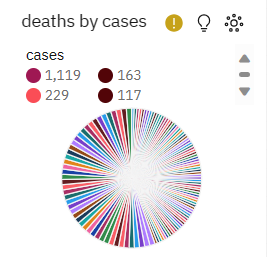 deaths by cases
cases
1,119 163
229 117